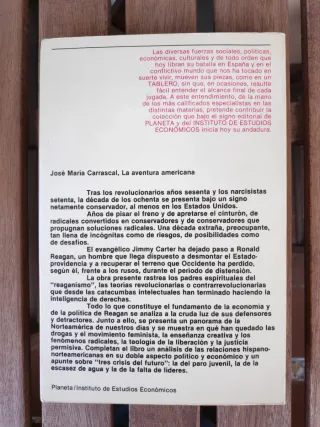 Las diversas fuerzas sociales, políticas,
económicas, culturales y de todo orden que
hoy libran su batalla en España y en el
conflictivo mundo que nos ha tocado en
suerte vivir, mueven sus piezas, como en un
TABLERO, sin que, en ocasiones, resulte
fácil entender el alcance final de cada
jugada. A este entendimiento, de la mano
de los más calificados especialistas en las
distintas materias, pretende contribuir la
colección que bajo el signo editorial de
PLANETA y del INSTITUTO DE ESTUDIOS
ECONÓMICOS inicia hoy su andadura.
José María Carrascal, La aventura americana
Tras los revolucionarios años sesenta y los narcisistas
setenta, la década de los ochenta se presenta bajo un signo
netamente conservador, al menos en los Estados Unidos.
Años de pisar el freno y de apretarse el cinturón, de
radicales convertidos en conservadores y de conservadores que
propugnan soluciones radicales. Una década extraña, preocupante,
tan llena de incógnitas como de riesgos, de posibilidades como
de desafíos.
El evangélico Jimmy Carter ha dejado paso a Ronald
Reagan, un hombre que llega dispuesto a desmontar el Estado-
providencia y a recuperar el terreno que Occidente ha perdido,
según él, frente a los rusos, durante el periodo de distensión.
La obra presente rastrea los padres espirituales del
"reaganismo", las teorías revolucionarias o contrarrevolucionarias
que desde las catacumbas intelectuales han terminado haciendo la
inteligencia de derechas.
Todo lo que constituye el fundamento de la economía y
de la política de Reagan se analiza a la cruda luz de sus defensores
y detractores. Junto a ello, se presenta un panorama de la
Norteamérica de nuestros días y se muestra en qué han quedado las
drogas y el movimiento feminista, la enseñanza creativa y los
fenómenos radicales, la teología de la liberación y la justicia
permisiva. Completan el libro un análisis de las relaciones hispano-
norteamericanas en su doble aspecto político y económico y un
apunte sobre "tres crisis del futuro": la del paro juvenil, la de la
escasez de agua y la de la falta de líderes.
Planeta/Instituto de Estudios Económicos